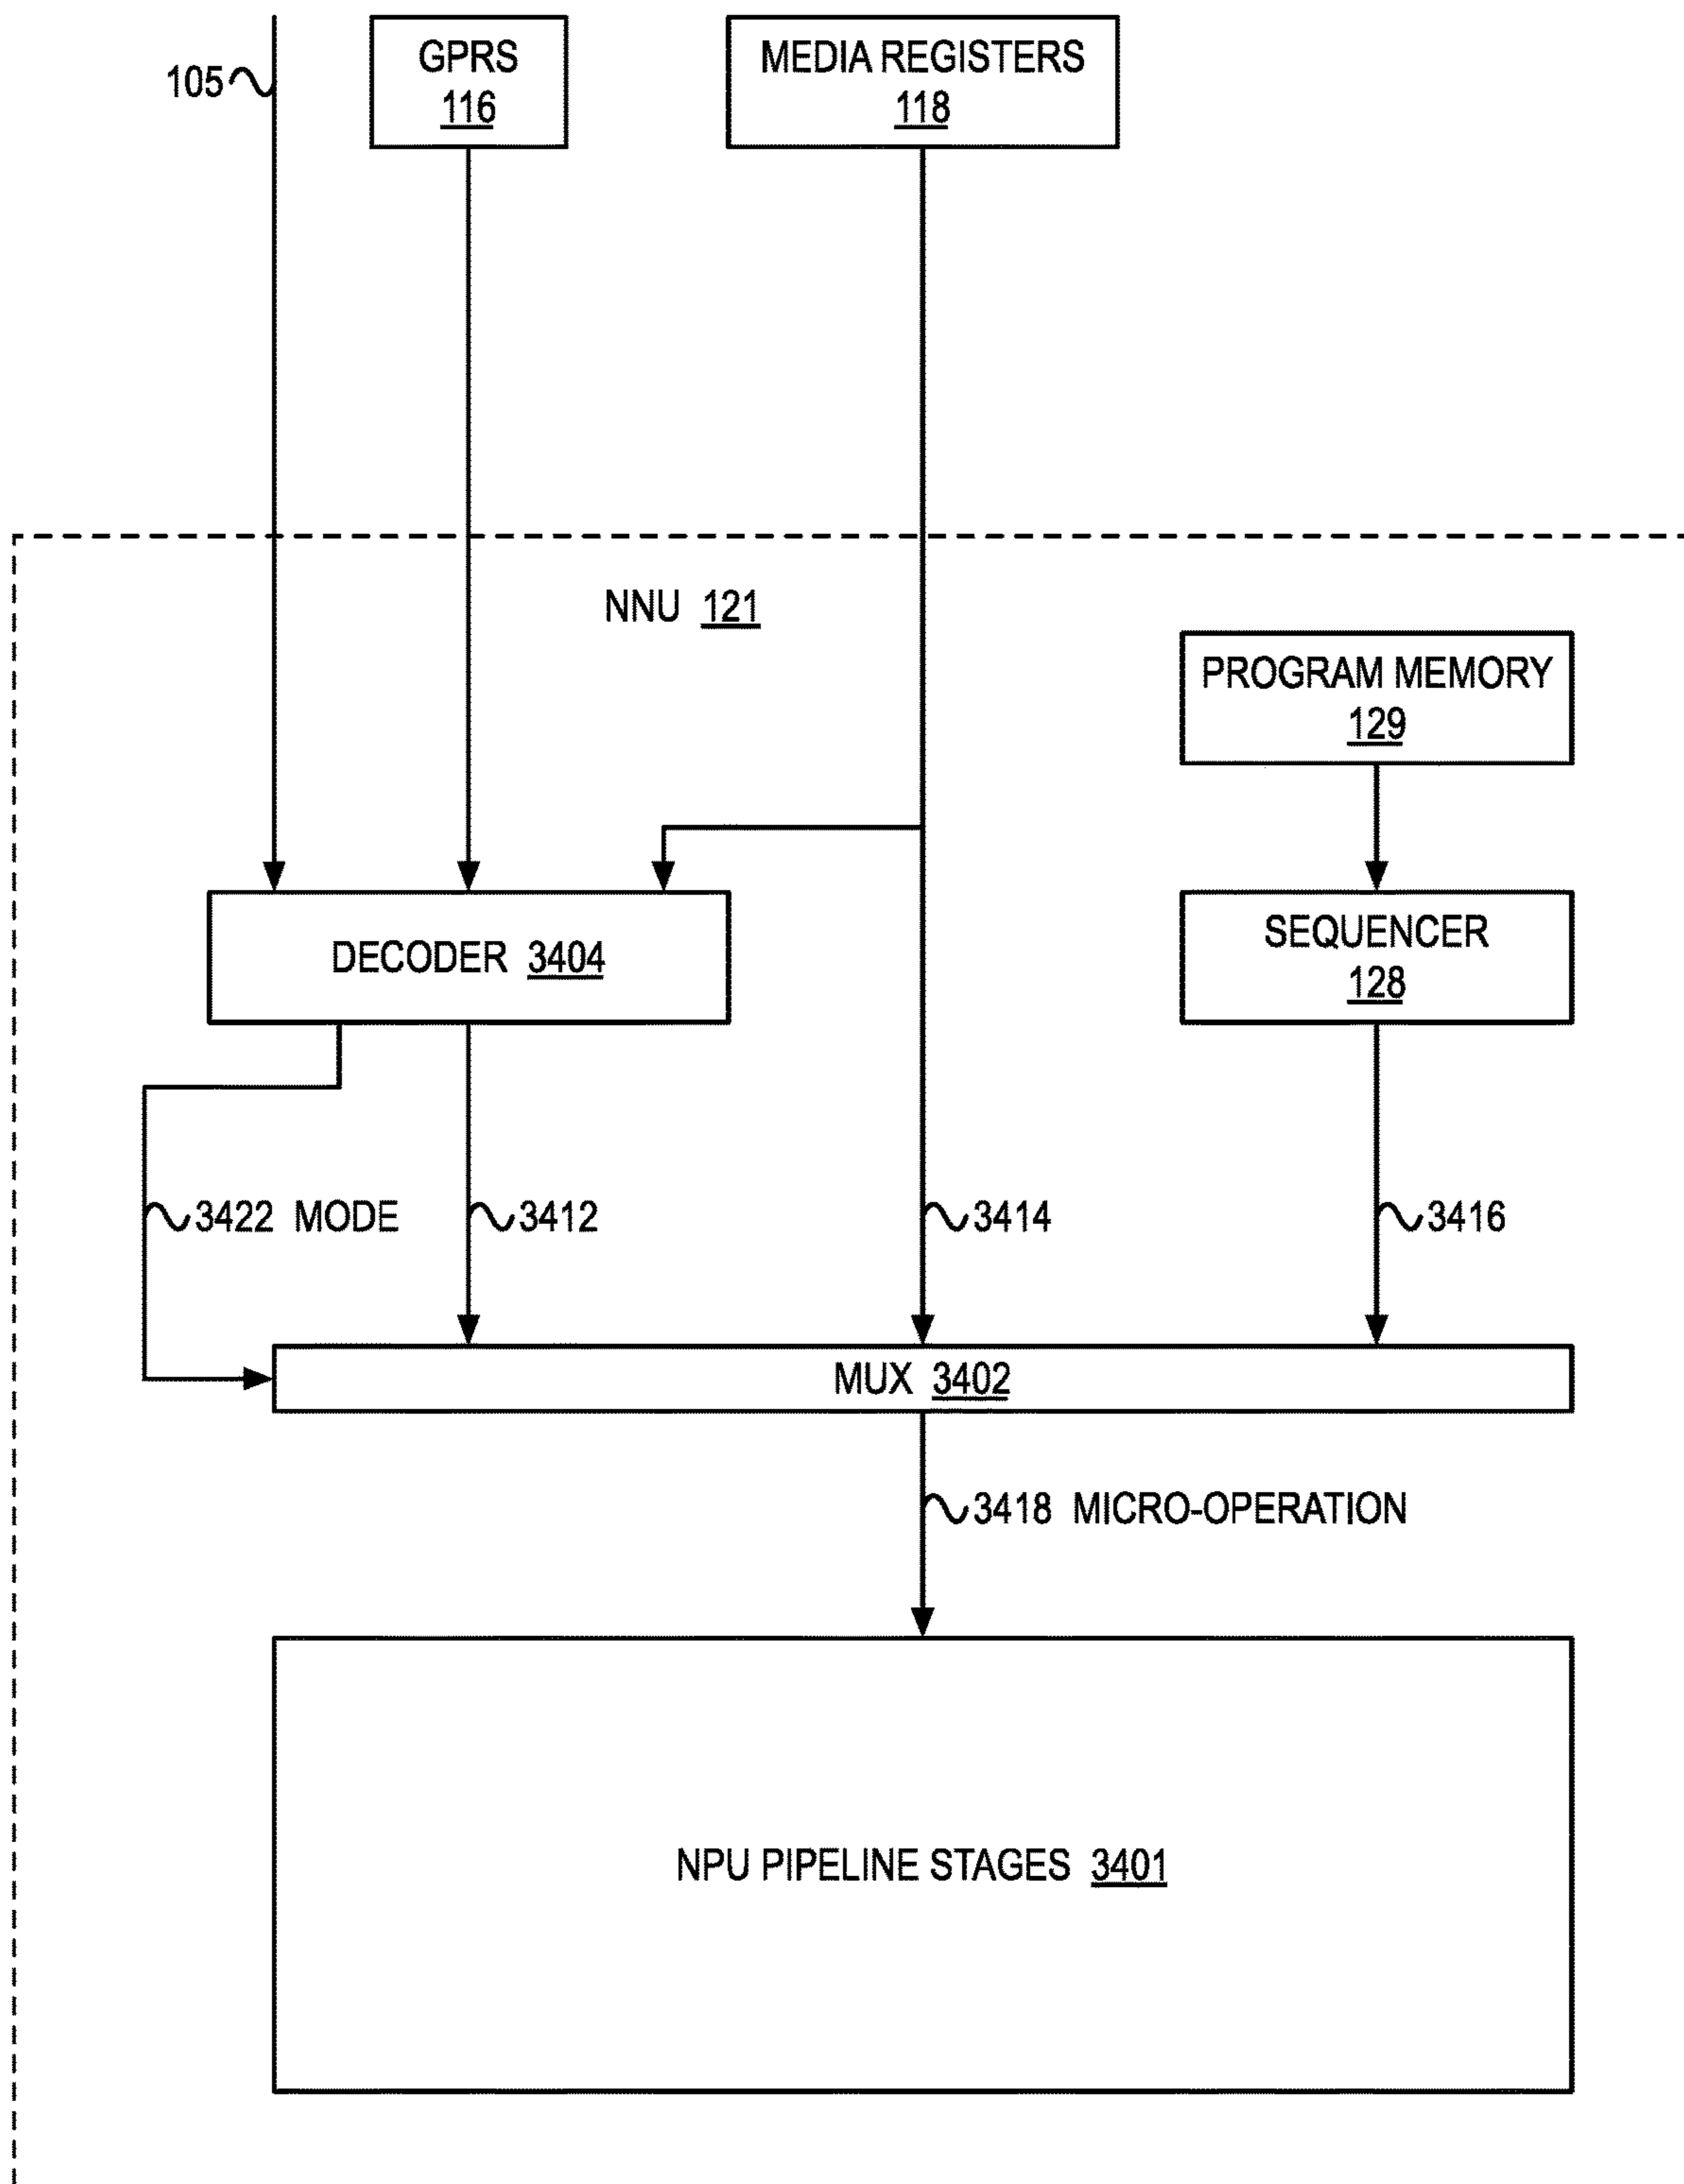 105
GPRS
116
MEDIA REGISTERS
118
NNU 121
PROGRAM MEMORY
129
DECODER 3404
SEQUENCER
128
3422 MODE
3412
3414
3416
MUX 3402
3418 MICRO-OPERATION
NPU PIPELINE STAGES 3401